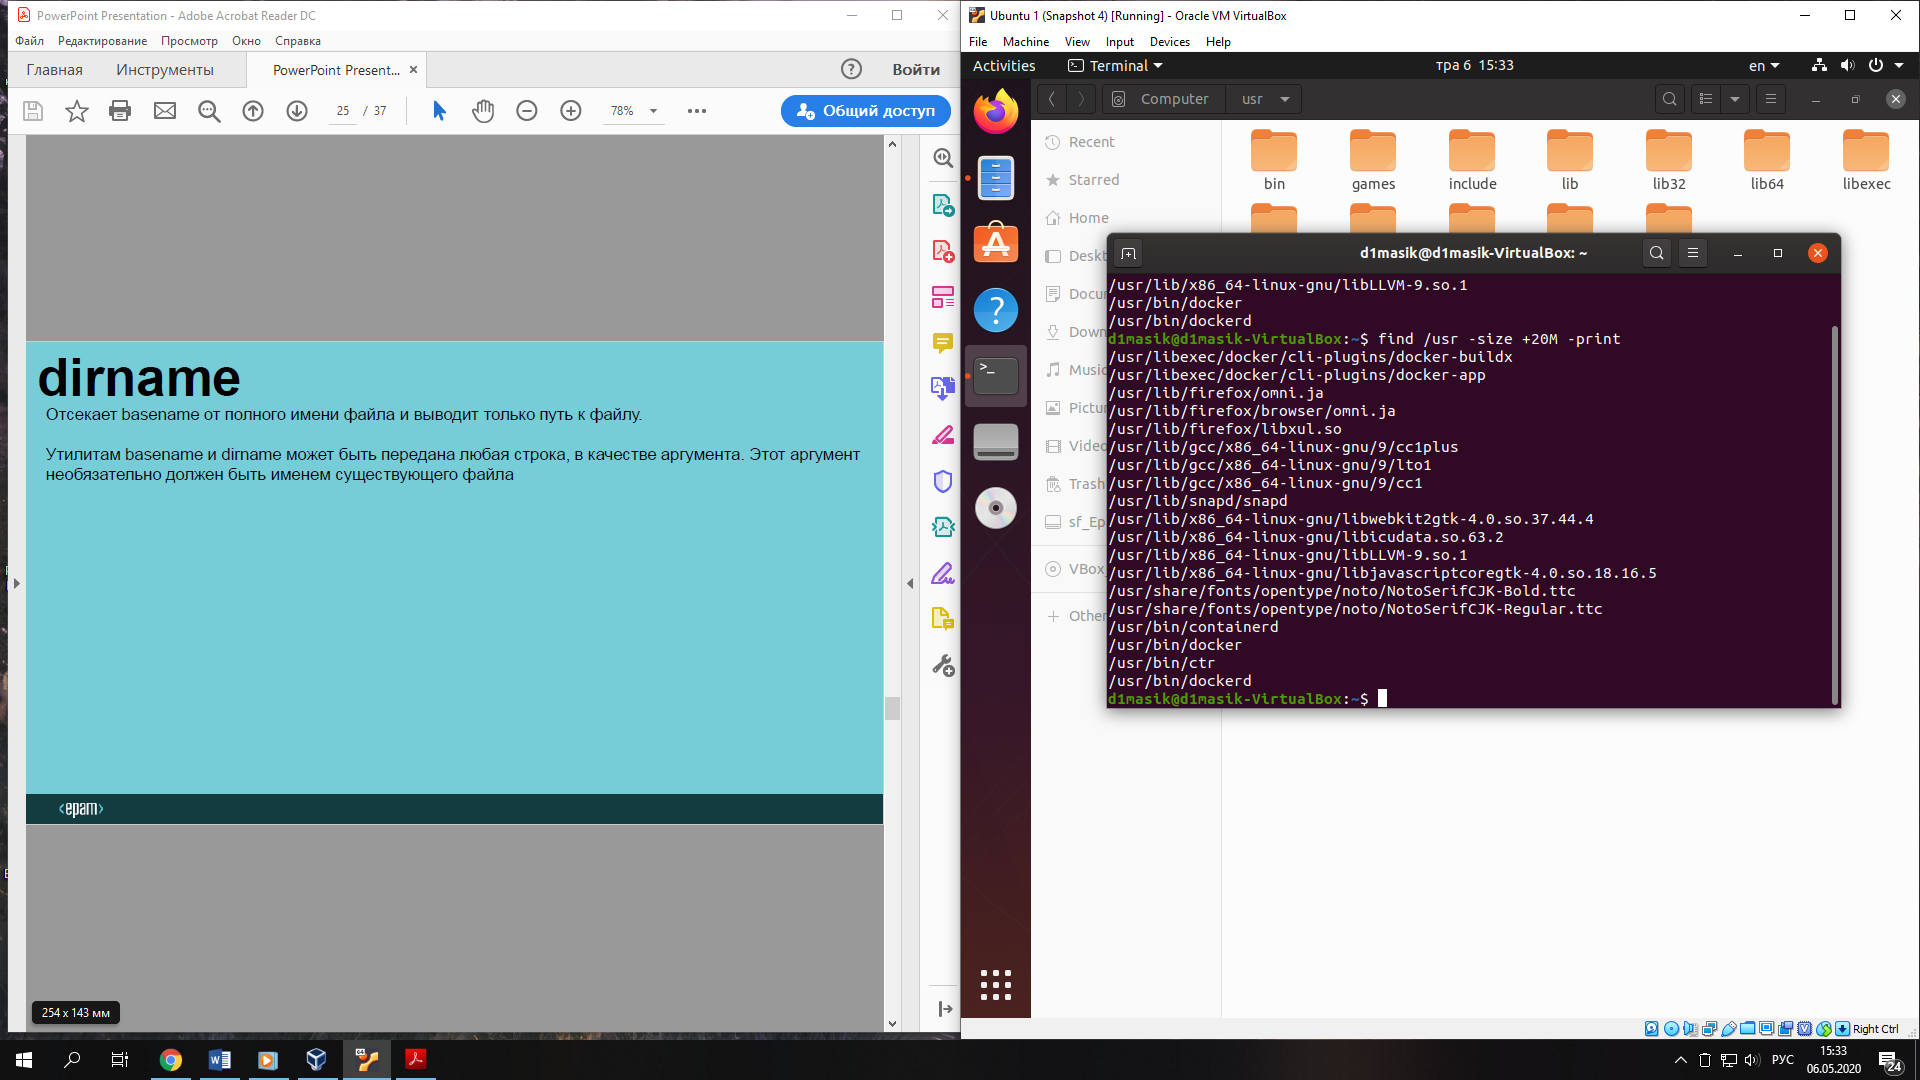 PowerPoint Presentation - Adobe Acrobat Reader DC
Файл Редактирование Просмотр Окно Справка
Главная Инструменты PowerPoint Present... Войти
25 / 37 78% Общий доступ
dirname
Отсекает basename от полного имени файла и выводит только путь к файлу.
Утилитам basename и dirname может быть передана любая строка, в качестве аргумента. Этот аргумент
необязательно должен быть именем существующего файла
<epam>
254 x 143 мм
Ubuntu 1 (Snapshot 4) [Running] - Oracle VM VirtualBox
File Machine View Input Devices Help
Activities Terminal тра 6 15:33 en
Computer usr
Recent
Starred
Home
Deskt
Docu
Down
Music
Pictu
Video
Trash
sf_Ep
VBox
Other
bin games include lib lib32 lib64 libexec
d1masik@d1masik-VirtualBox: ~
/usr/lib/x86_64-linux-gnu/libLLVM-9.so.1
/usr/bin/docker
/usr/bin/dockerd
d1masik@d1masik-VirtualBox:~$ find /usr -size +20M -print
/usr/libexec/docker/cli-plugins/docker-buildx
/usr/libexec/docker/cli-plugins/docker-app
/usr/lib/firefox/omni.ja
/usr/lib/firefox/browser/omni.ja
/usr/lib/firefox/libxul.so
/usr/lib/gcc/x86_64-linux-gnu/9/cc1plus
/usr/lib/gcc/x86_64-linux-gnu/9/lto1
/usr/lib/gcc/x86_64-linux-gnu/9/cc1
/usr/lib/snapd/snapd
/usr/lib/x86_64-linux-gnu/libwebkit2gtk-4.0.so.37.44.4
/usr/lib/x86_64-linux-gnu/libicudata.so.63.2
/usr/lib/x86_64-linux-gnu/libLLVM-9.so.1
/usr/lib/x86_64-linux-gnu/libjavascriptcoregtk-4.0.so.18.16.5
/usr/share/fonts/opentype/noto/NotoSerifCJK-Bold.ttc
/usr/share/fonts/opentype/noto/NotoSerifCJK-Regular.ttc
/usr/bin/containerd
/usr/bin/docker
/usr/bin/ctr
/usr/bin/dockerd
d1masik@d1masik-VirtualBox:~$
Right Ctrl
РУС 15:33
06.05.2020 24